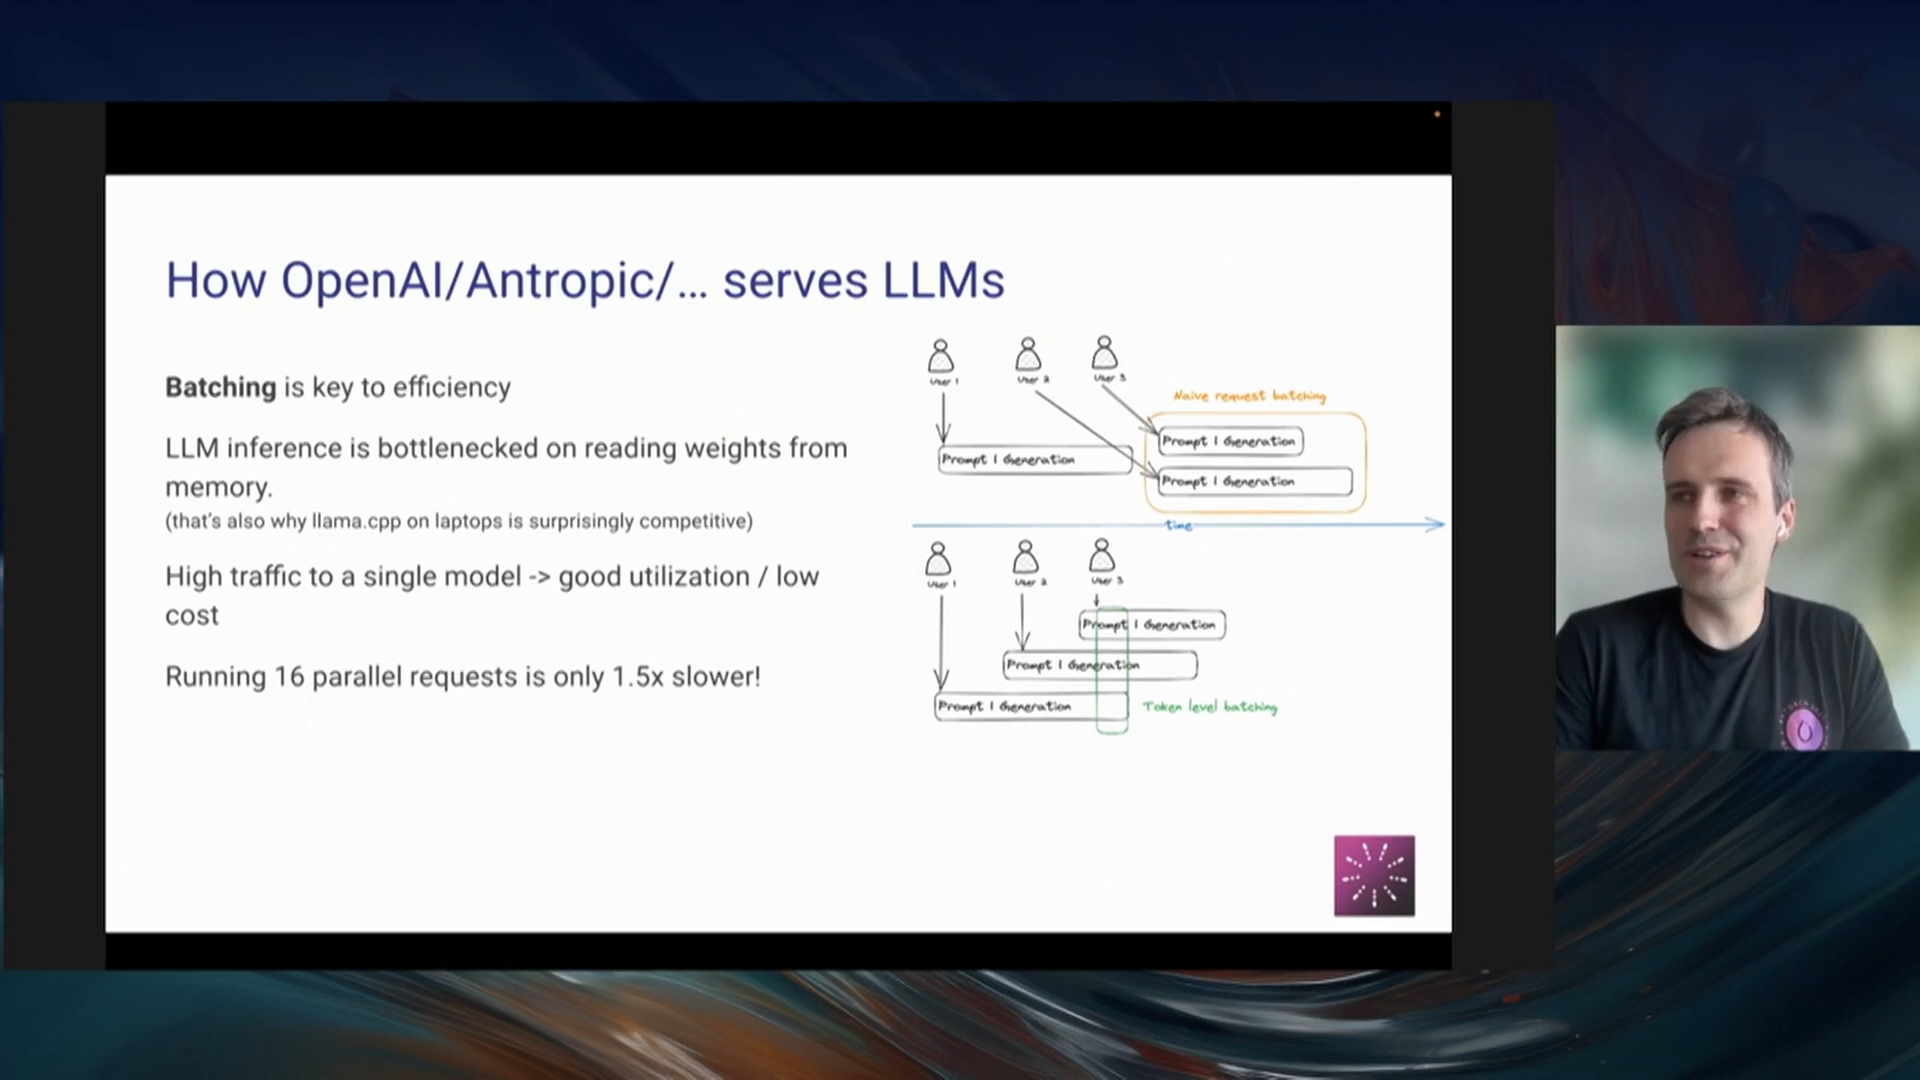 How OpenAI/Antropic/... serves LLMs
Batching is key to efficiency
LLM inference is bottlenecked on reading weights from
memory.
(that's also why llama.cpp on laptops is surprisingly competitive)
High traffic to a single model -> good utilization / low
cost
Running 16 parallel requests is only 1.5x slower!
User 1
User 2
User 3
Naive request batching
Prompt | Generation
Prompt | Generation
Prompt | Generation
time
User 1
User 2
User 3
Prompt | Generation
Prompt | Generation
Prompt | Generation
Token level batching